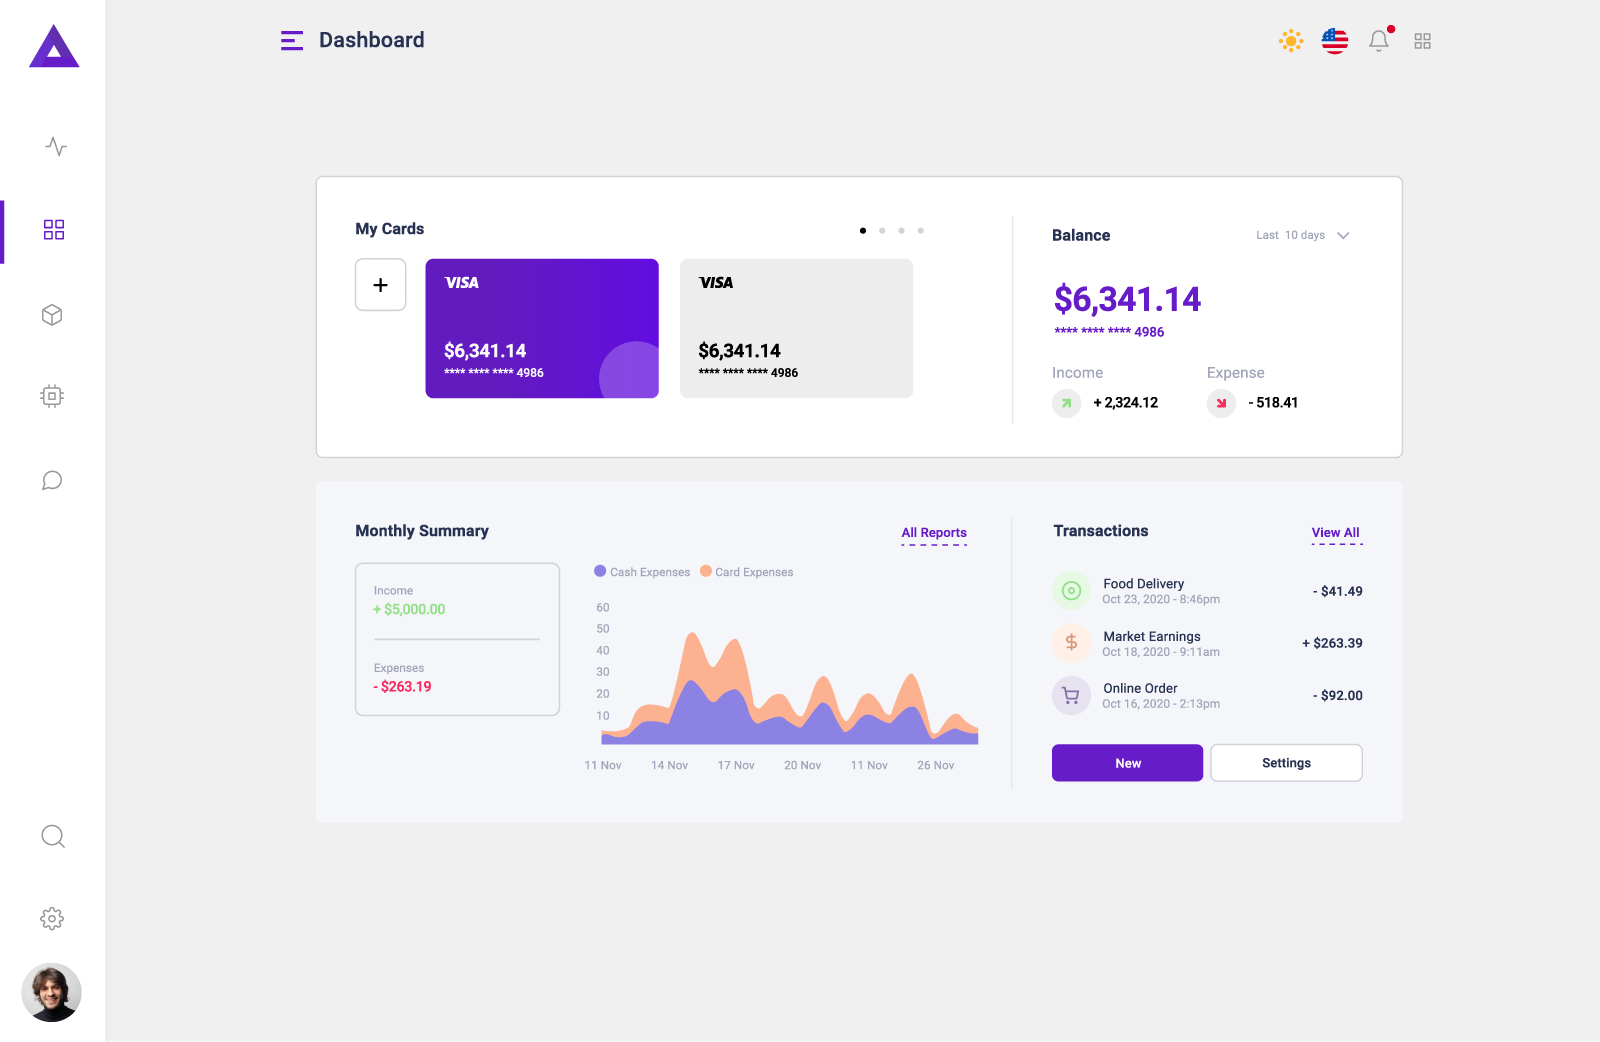 Dashboard
My Cards
+
VISA
$6,341.14
**** **** **** 4986
VISA
$6,341.14
**** **** **** 4986
Balance
Last 10 days
$6,341.14
**** **** **** 4986
Income
+ 2,324.12
Expense
- 518.41
Monthly Summary
All Reports
Income
+ $5,000.00
Expenses
- $263.19
Cash Expenses
Card Expenses
60
50
40
30
20
10
11 Nov
14 Nov
17 Nov
20 Nov
11 Nov
26 Nov
Transactions
View All
Food Delivery
Oct 23, 2020 - 8:46pm
- $41.49
$
Market Earnings
Oct 18, 2020 - 9:11am
+ $263.39
Online Order
Oct 16, 2020 - 2:13pm
- $92.00
New
Settings